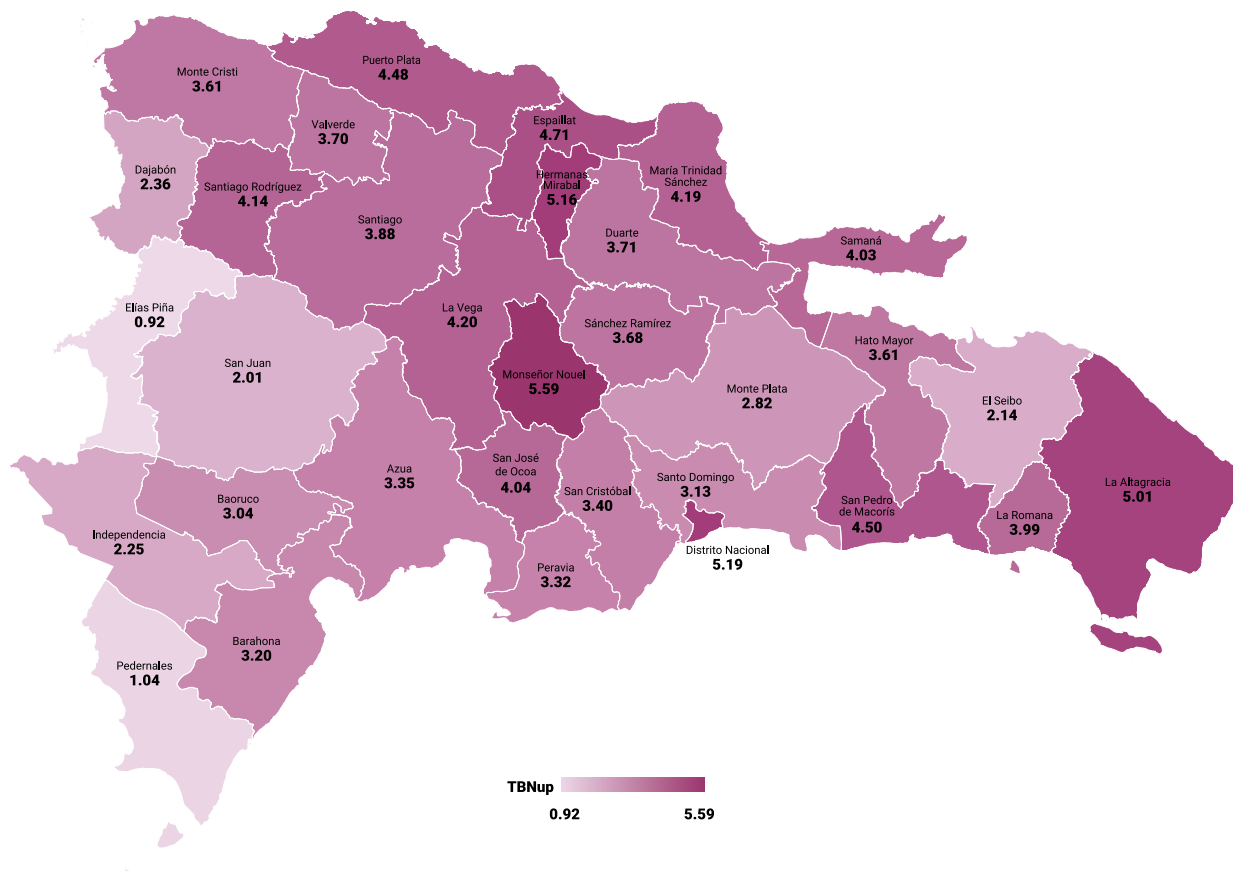 Puerto Plata
4.48
Monte Cristi
3.61
Valverde
3.70
Espaillat
4.71
Dajabón
2.36
Santiago Rodríguez
4.14
Hermanas
Mirabal
5.16
María Trinidad
Sánchez
4.19
Santiago
3.88
Duarte
3.71
Samaná
4.03
Elías Piña
0.92
La Vega
4.20
Sánchez Ramírez
3.68
Hato Mayor
3.61
San Juan
2.01
Monseñor Nouel
5.59
Monte Plata
2.82
El Seibo
2.14
Azua
3.35
San José
de Ocoa
4.04
San Cristóbal
3.40
Santo Domingo
3.13
San Pedro
de Macorís
4.50
La Romana
3.99
La Altagracia
5.01
Baoruco
3.04
Independencia
2.25
Distrito Nacional
5.19
Peravia
3.32
Barahona
3.20
Pedernales
1.04
TBNup
0.92
5.59